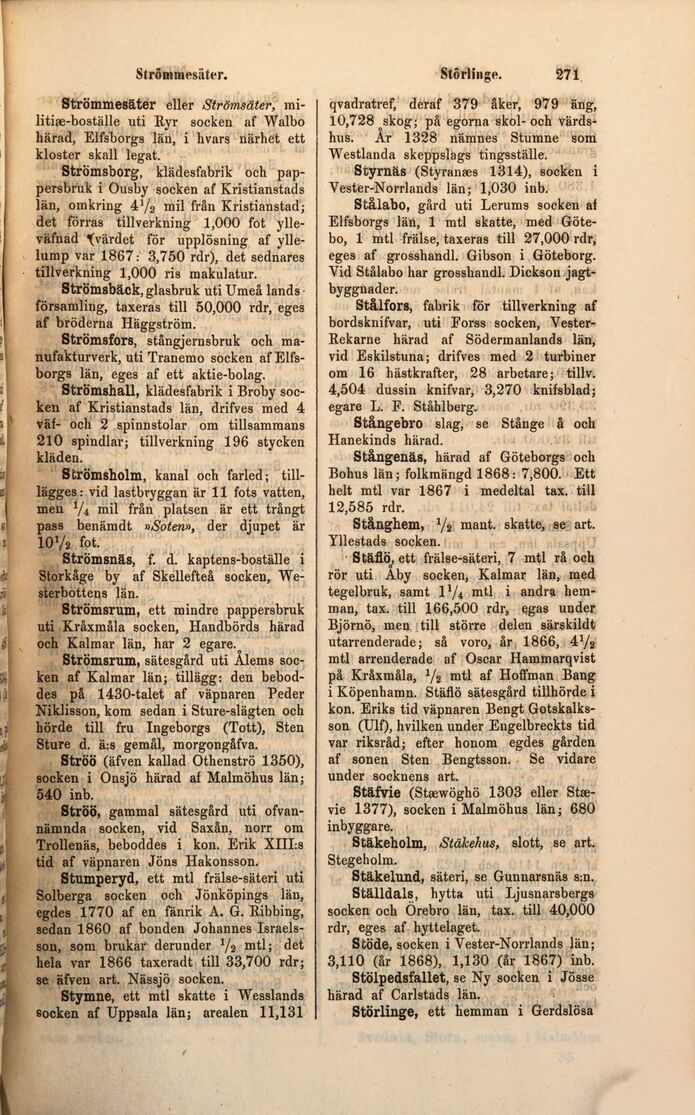 Strömmesäter.
Störlinge. 271
Strömmesäter eller Strömsäter, mi-
litiæ-boställe uti Ryr socken af Walbo
härad, Elfsborgs län, i hvars närhet ett
kloster skall legat.
Strömsborg, klädesfabrik och pap-
persbruk i Ousby socken af Kristianstads
län, omkring 4¹/₂ mil från Kristianstad;
det förras tillverkning 1,000 fot ylle-
väfnad (värdet för upplösning af ylle-
lump var 1867: 3,750 rdr), det sednares
tillverkning 1,000 ris makulatur.
Strömsbäck, glasbruk uti Umeå lands-
församling, taxeras till 50,000 rdr, eges
af bröderna Häggström.
Strömsfors, stångjernsbruk och ma-
nufakturverk, uti Tranemo socken af Elfs-
borgs län, eges af ett aktie-bolag.
Strömshall, klädesfabrik i Broby soc-
ken af Kristianstads län, drifves med 4
väf- och 2 spinnstolar om tillsammans
210 spindlar; tillverkning 196 stycken
kläden.
Strömsholm, kanal och farled; till-
lägges: vid lastbryggan är 11 fots vatten,
men ¹/₄ mil från platsen är ett trångt
pass benämdt »Soten», der djupet är
10¹/₂ fot.
Strömsnäs, f. d. kaptens-boställe i
Storkåge by af Skellefteå socken, We-
sterbottens län.
Strömsrum, ett mindre pappersbruk
uti Kråxmåla socken, Handbörds härad
och Kalmar län, har 2 egare.
Strömsrum, sätesgård uti Ålems soc-
ken af Kalmar län; tillägg: den bebod-
des på 1430-talet af väpnaren Peder
Niklisson, kom sedan i Sture-slägten och
hörde till fru Ingeborgs (Tott), Sten
Sture d. ä:s gemål, morgongåfva.
Ströö (äfven kallad Othenströ 1350),
socken i Onsjö härad af Malmöhus län;
540 inb.
Ströö, gammal sätesgård uti ofvan-
nämnda socken, vid Saxån, norr om
Trollenäs, beboddes i kon. Erik XIII:s
tid af väpnaren Jöns Hakonsson.
Stumperyd, ett mtl frälse-säteri uti
Solberga socken och Jönköpings län,
egdes 1770 af en fänrik A. G. Ribbing,
sedan 1860 af bonden Johannes Israels-
son, som brukar derunder ¹/₂ mtl; det
hela var 1866 taxeradt till 33,700 rdr;
se äfven art. Nässjö socken.
Stymne, ett mtl skatte i Wesslands
socken af Uppsala län; arealen 11,131
qvadratref, deraf 379 åker, 979 äng,
10,728 skog; på egorna skol- och värds-
hus. År 1328 nämnes Stumne som
Westlanda skeppslags tingsställe.
Styrnäs (Styranæs 1314), socken i
Vester-Norrlands län; 1,030 inb.
Stålabo, gård uti Lerums socken af
Elfsborgs län, 1 mtl skatte, med Göte-
bo, 1 mtl frälse, taxeras till 27,000 rdr,
eges af grosshandl. Gibson i Göteborg.
Vid Stålabo har grosshandl. Dickson jagt-
byggnader.
Stålfors, fabrik för tillverkning af
bordsknifvar, uti Forss socken, Vester-
Rekarne härad af Södermanlands län,
vid Eskilstuna; drifves med 2 turbiner
om 16 hästkrafter, 28 arbetare; tillv.
4,504 dussin knifvar, 3,270 knifsblad;
egare L. F. Ståhlberg.
Stångebro slag, se Stånge å och
Hanekinds härad.
Stångenäs, härad af Göteborgs och
Bohus län; folkmängd 1868: 7,800. Ett
helt mtl var 1867 i medeltal tax. till
12,585 rdr.
Stånghem, ¹/₂ mant. skatte, se art.
Yllestads socken.
Stäflö, ett frälse-säteri, 7 mtl rå och
rör uti Åby socken, Kalmar län, med
tegelbruk, samt 1¹/₄ mtl i andra hem-
man, tax. till 166,500 rdr, egas under
Björnö, men till större delen särskildt
utarrenderade; så voro, år 1866, 4¹/₂
mtl arrenderade af Oscar Hammarqvist
på Kråxmåla, ¹/₂ mtl af Hoffman Bang
i Köpenhamn. Stäflö sätesgård tillhörde i
kon. Eriks tid väpnaren Bengt Gotskalks-
son (Ulf), hvilken under Engelbreckts tid
var riksråd; efter honom egdes gården
af sonen Sten Bengtsson. Se vidare
under socknens art.
Stäfvie (Stæwöghö 1303 eller Stæ-
vie 1377), socken i Malmöhus län; 680
inbyggare.
Stäkeholm, Stäkehus, slott, se art.
Stegeholm.
Stäkelund, säteri, se Gunnarsnäs s:n.
Ställdals, hytta uti Ljusnarsbergs
socken och Örebro län, tax. till 40,000
rdr, eges af hyttelaget.
Stöde, socken i Vester-Norrlands län;
3,110 (år 1868), 1,130 (år 1867) inb.
Stölpedsfallet, se Ny socken i Jösse
härad af Carlstads län.
Störlinge, ett hemman i Gerdslösa